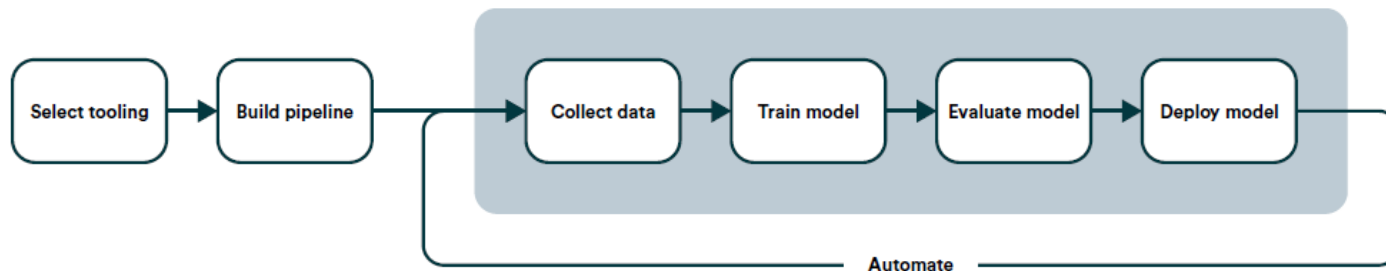 Select tooling
Build pipeline
Collect data
Train model
Evaluate model
Deploy model
Automate